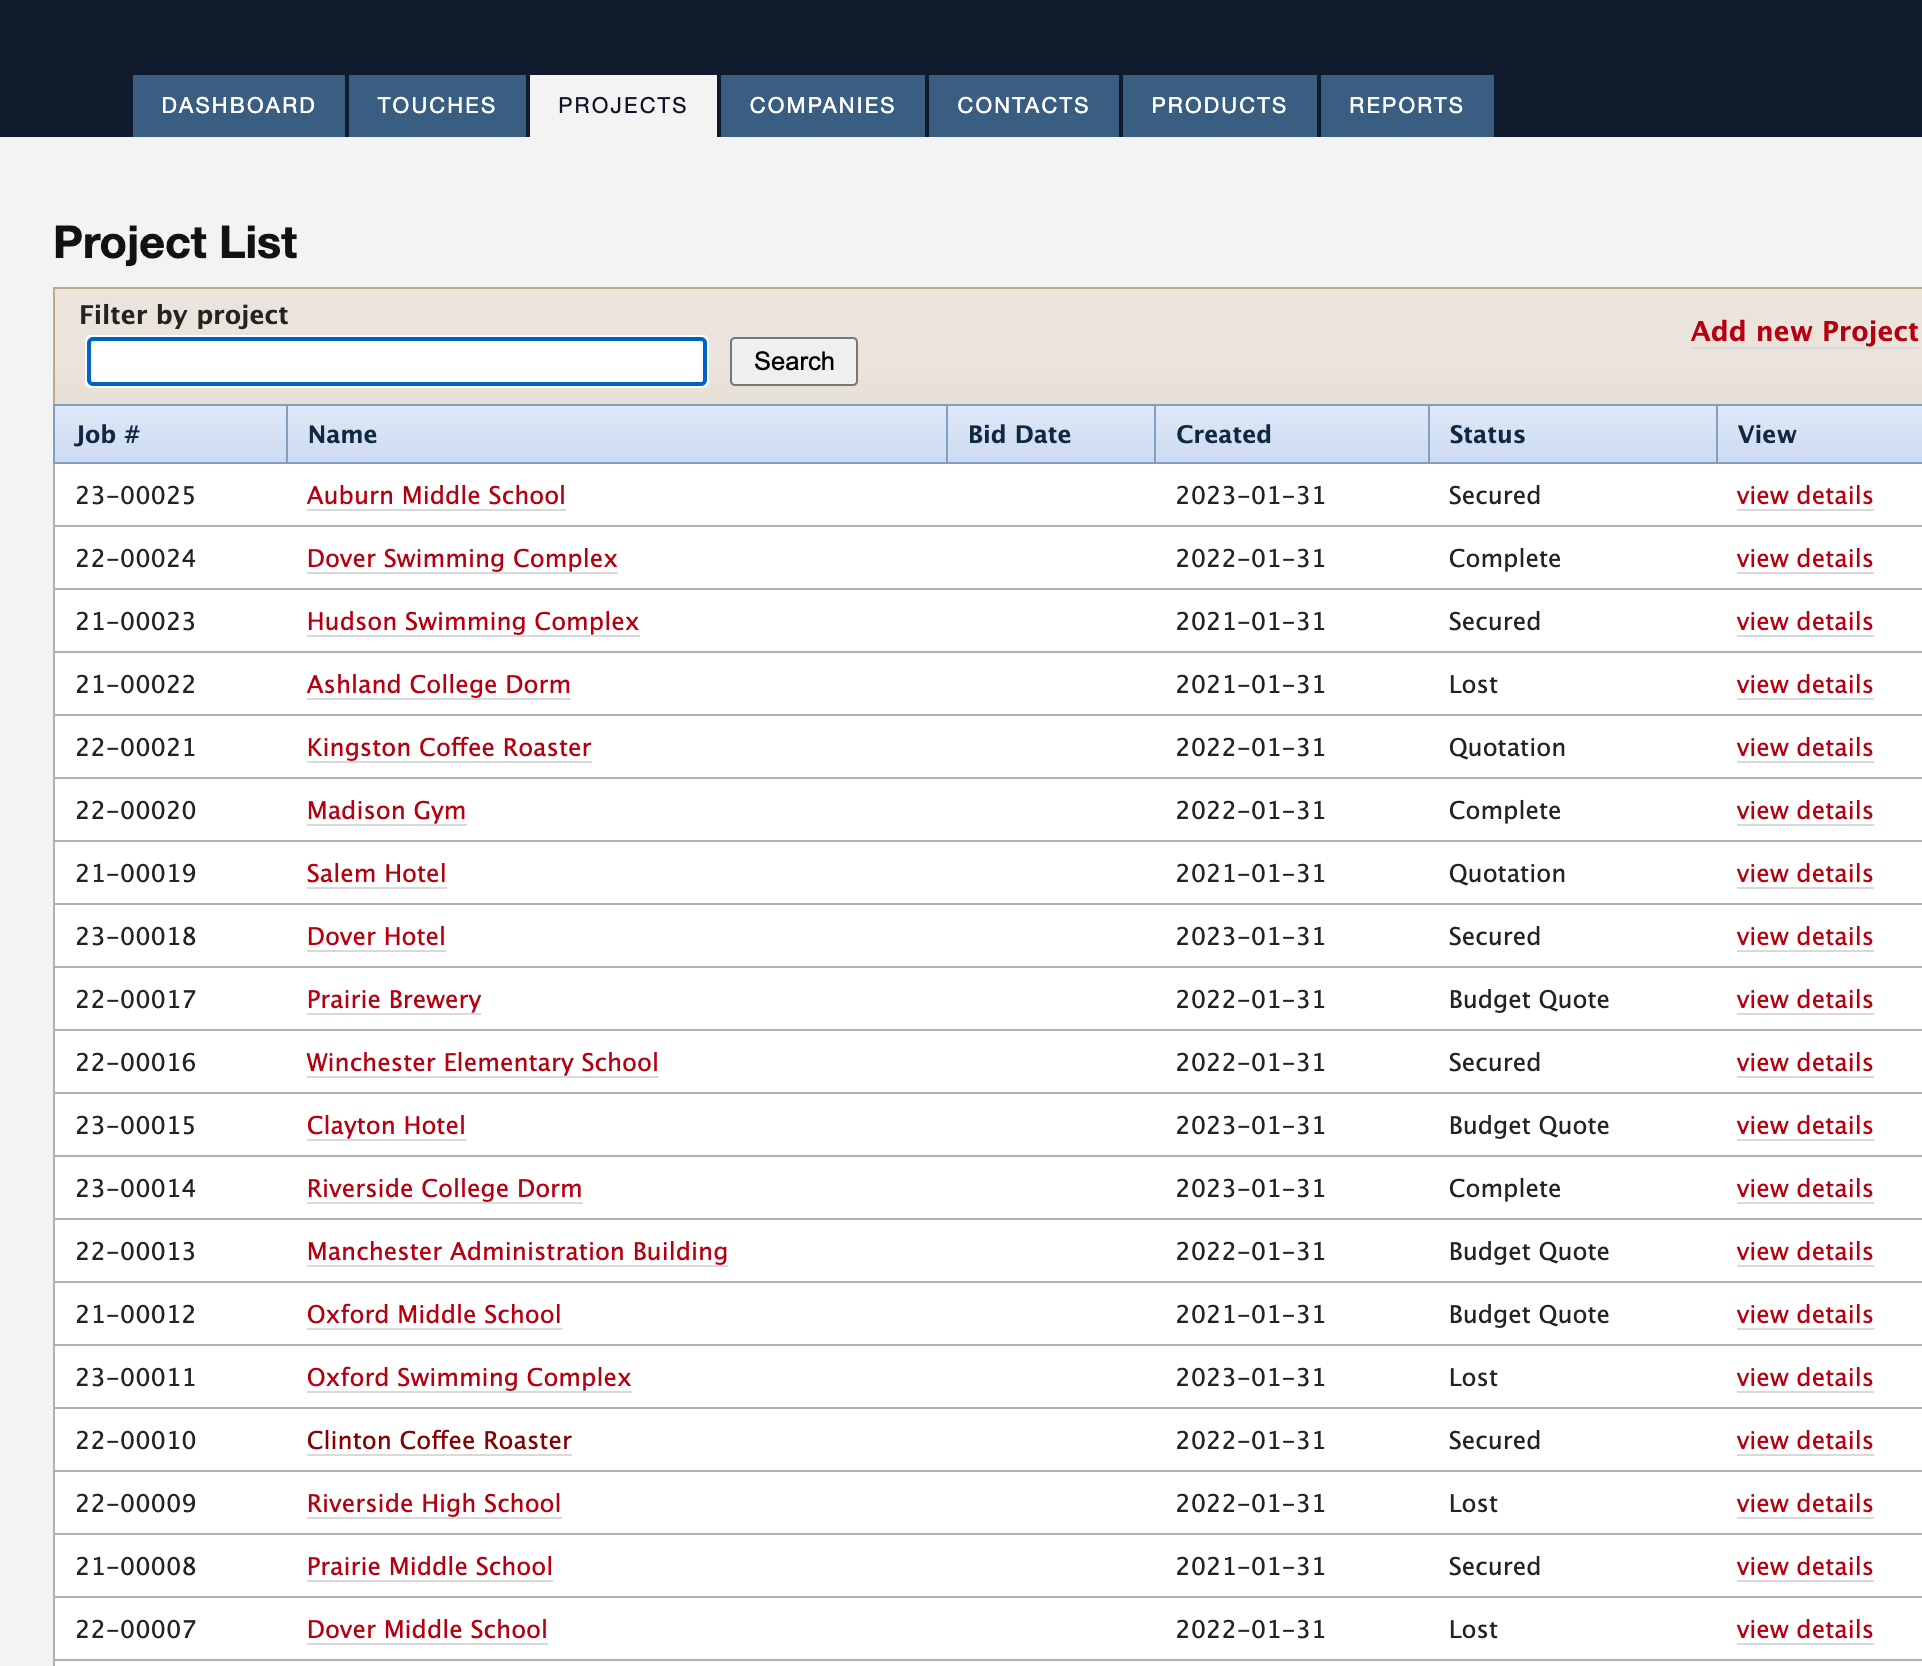 DASHBOARD TOUCHES PROJECTS COMPANIES CONTACTS PRODUCTS REPORTS
Project List
Filter by project
Add new Project
Search
Job # Name Bid Date Created Status View
23-00025 Auburn Middle School 2023-01-31 Secured view details
22-00024 Dover Swimming Complex 2022-01-31 Complete view details
21-00023 Hudson Swimming Complex 2021-01-31 Secured view details
21-00022 Ashland College Dorm 2021-01-31 Lost view details
22-00021 Kingston Coffee Roaster 2022-01-31 Quotation view details
22-00020 Madison Gym 2022-01-31 Complete view details
21-00019 Salem Hotel 2021-01-31 Quotation view details
23-00018 Dover Hotel 2023-01-31 Secured view details
22-00017 Prairie Brewery 2022-01-31 Budget Quote view details
22-00016 Winchester Elementary School 2022-01-31 Secured view details
23-00015 Clayton Hotel 2023-01-31 Budget Quote view details
23-00014 Riverside College Dorm 2023-01-31 Complete view details
22-00013 Manchester Administration Building 2022-01-31 Budget Quote view details
21-00012 Oxford Middle School 2021-01-31 Budget Quote view details
23-00011 Oxford Swimming Complex 2023-01-31 Lost view details
22-00010 Clinton Coffee Roaster 2022-01-31 Secured view details
22-00009 Riverside High School 2022-01-31 Lost view details
21-00008 Prairie Middle School 2021-01-31 Secured view details
22-00007 Dover Middle School 2022-01-31 Lost view details